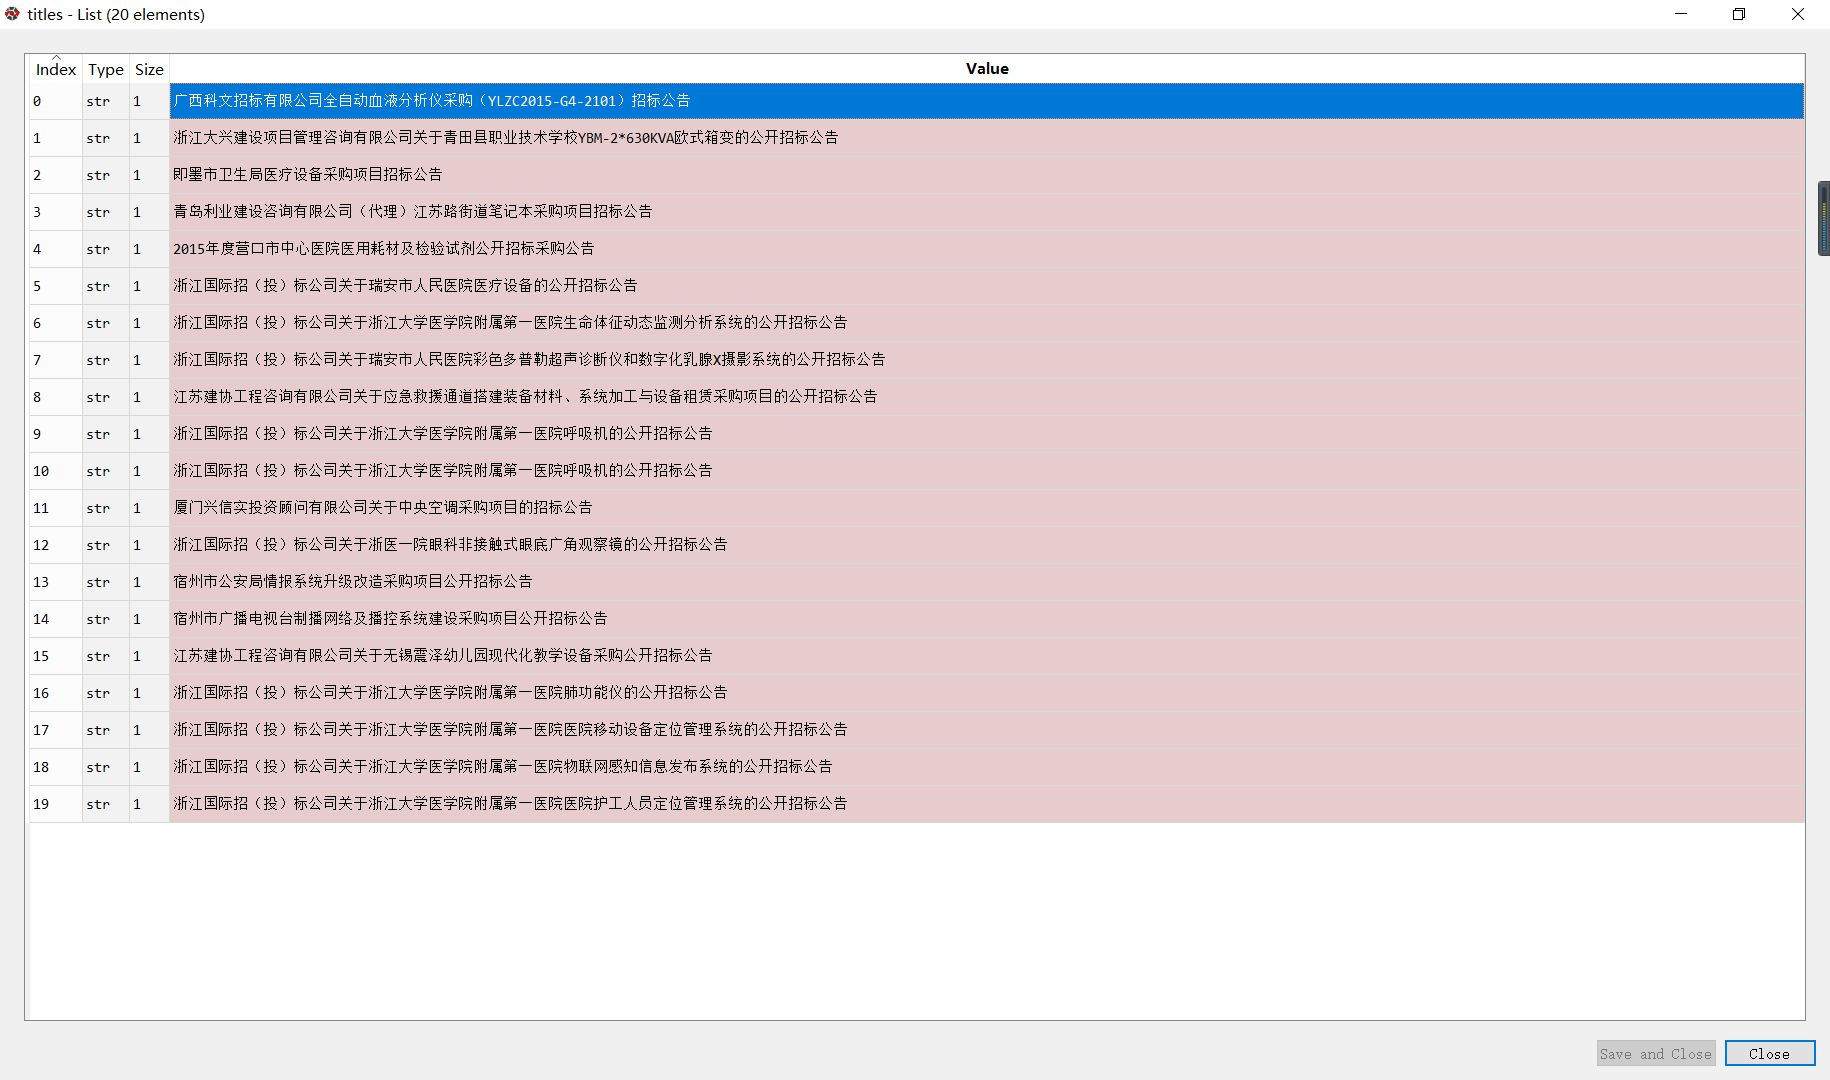 titles - List (20 elements)
Index Type Size Value
0 str 1 广西科文招标有限公司全自动血液分析仪采购（YLZC2015-G4-2101）招标公告
1 str 1 浙江大兴建设项目管理咨询有限公司关于青田县职业技术学校YBM-2*630KVA欧式箱变的公开招标公告
2 str 1 即墨市卫生局医疗设备采购项目招标公告
3 str 1 青岛利业建设咨询有限公司（代理）江苏路街道笔记本采购项目招标公告
4 str 1 2015年度营口市中心医院医用耗材及检验试剂公开招标采购公告
5 str 1 浙江国际招（投）标公司关于瑞安市人民医院医疗设备的公开招标公告
6 str 1 浙江国际招（投）标公司关于浙江大学医学院附属第一医院生命体征动态监测分析系统的公开招标公告
7 str 1 浙江国际招（投）标公司关于瑞安市人民医院彩色多普勒超声诊断仪和数字化乳腺X摄影系统的公开招标公告
8 str 1 江苏建协工程咨询有限公司关于应急救援通道搭建装备材料、系统加工与设备租赁采购项目的公开招标公告
9 str 1 浙江国际招（投）标公司关于浙江大学医学院附属第一医院呼吸机的公开招标公告
10 str 1 浙江国际招（投）标公司关于浙江大学医学院附属第一医院呼吸机的公开招标公告
11 str 1 厦门兴信实投资顾问有限公司关于中央空调采购项目的招标公告
12 str 1 浙江国际招（投）标公司关于浙医一院眼科非接触式眼底广角观察镜的公开招标公告
13 str 1 宿州市公安局情报系统升级改造采购项目公开招标公告
14 str 1 宿州市广播电视台制播网络及播控系统建设采购项目公开招标公告
15 str 1 江苏建协工程咨询有限公司关于无锡震泽幼儿园现代化教学设备采购公开招标公告
16 str 1 浙江国际招（投）标公司关于浙江大学医学院附属第一医院肺功能仪的公开招标公告
17 str 1 浙江国际招（投）标公司关于浙江大学医学院附属第一医院医院移动设备定位管理系统的公开招标公告
18 str 1 浙江国际招（投）标公司关于浙江大学医学院附属第一医院物联网感知信息发布系统的公开招标公告
19 str 1 浙江国际招（投）标公司关于浙江大学医学院附属第一医院医院护工人员定位管理系统的公开招标公告
Save and Close Close